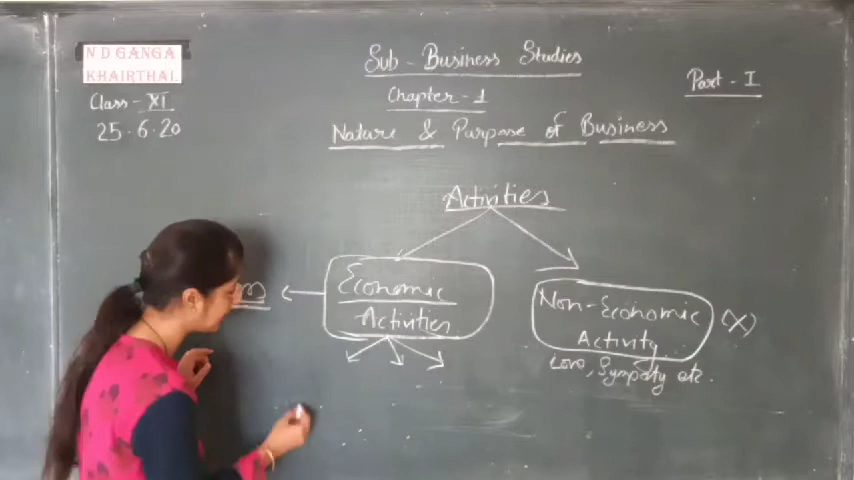 N D GANGA
KHAIRTHAL
Class - XI
25.6.20
Sub - Business Studies
Chapter - 1
Nature & Purpose of Business
Part - I
Activities
Economic
Activities
Non-Economic
Activity
(X)
Love, Sympaty etc.